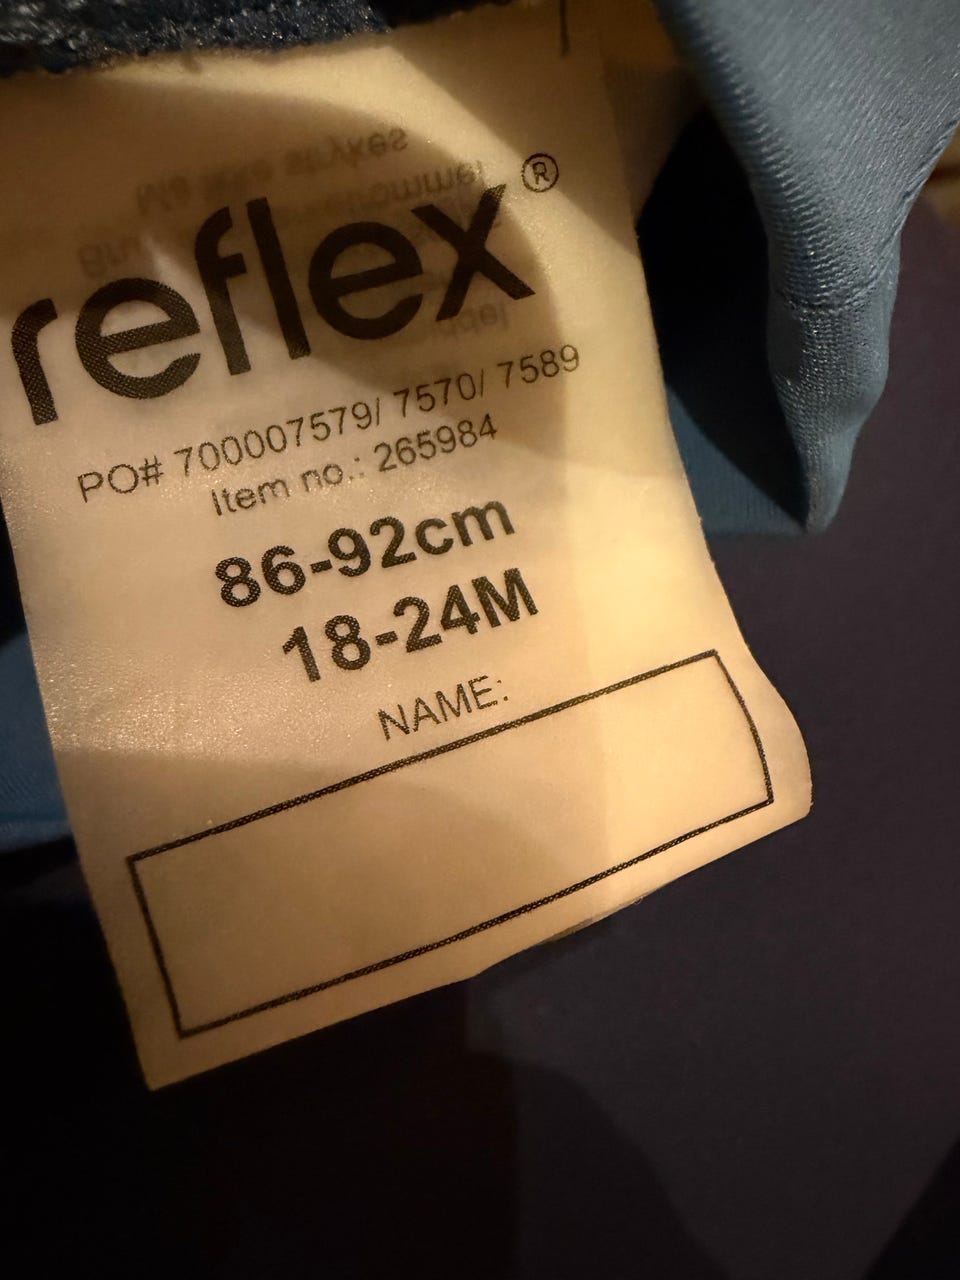 reflex®
PO# 700007579/ 7570/ 7589
Item no.: 265984
86-92cm
18-24M
NAME: